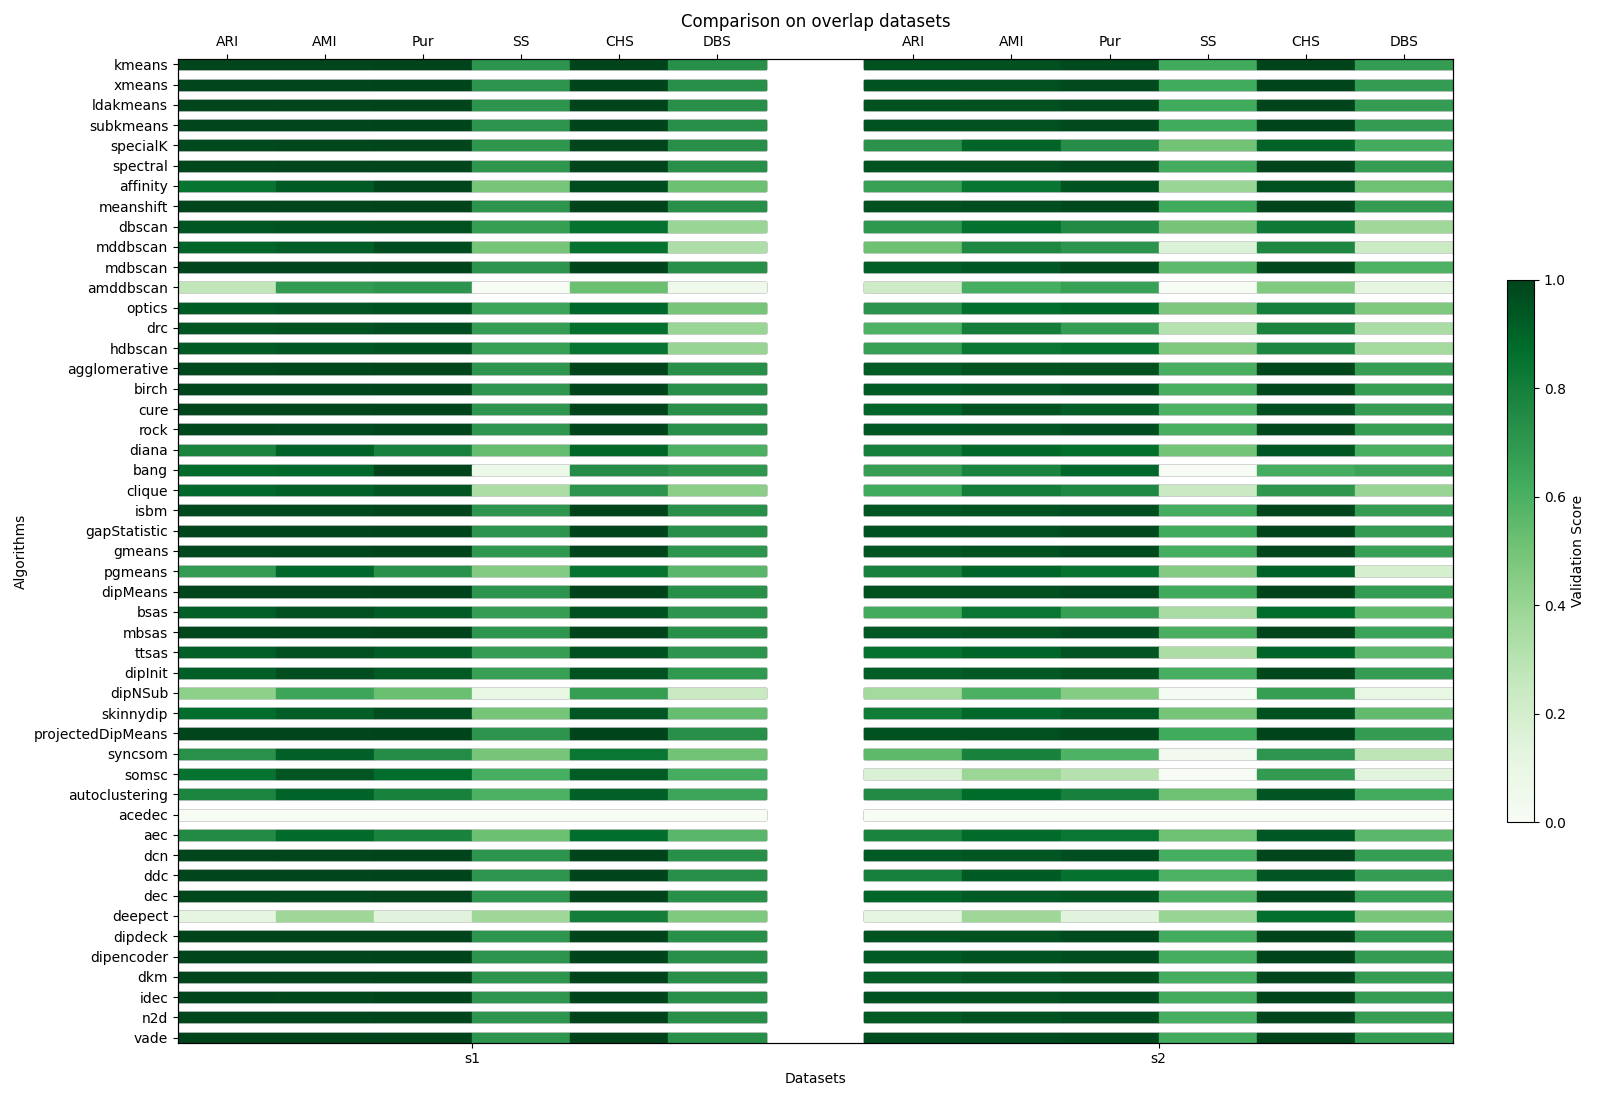 Comparison on overlap datasets
ARI AMI Pur SS CHS DBS ARI AMI Pur SS CHS DBS
kmeans
xmeans
ldakmeans
subkmeans
specialK
spectral
affinity
meanshift
dbscan
mddbscan
mdbscan
amddbscan
optics
drc
hdbscan
agglomerative
birch
cure
rock
diana
bang
clique
isbm
gapStatistic
gmeans
pgmeans
dipMeans
bsas
mbsas
ttsas
dipInit
dipNSub
skinnydip
projectedDipMeans
syncsom
somsc
autoclustering
acedec
aec
dcn
ddc
dec
deepect
dipdeck
dipencoder
dkm
idec
n2d
vade
Algorithms
s1 s2
Datasets
1.0
0.8
0.6
0.4
0.2
0.0
Validation Score